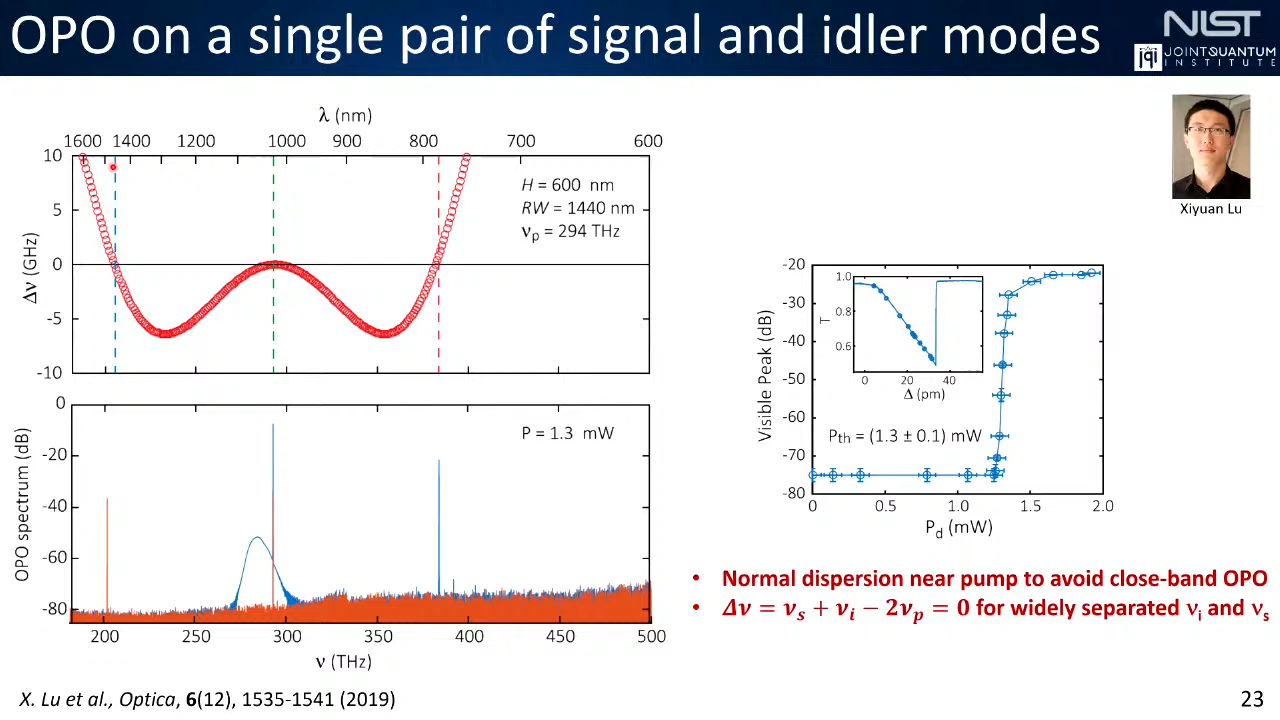 OPO on a single pair of signal and idler modes
NIST
jqi JOINT QUANTUM
INSTITUTE
Xiyuan Lu
λ (nm)
1600 1400 1200 1000 900 800 700 600
10
5
0
-5
-10
Δν (GHz)
H = 600 nm
RW = 1440 nm
νp = 294 THz
0
-20
-40
-60
-80
OPO spectrum (dB)
P = 1.3 mW
200 250 300 350 400 450 500
ν (THz)
-20
-30
-40
-50
-60
-70
-80
Visible Peak (dB)
1.0
0.8
0.6
T
0 20 40
Δ (pm)
Pth = (1.3 ± 0.1) mW
0 0.5 1.0 1.5 2.0
Pd (mW)
• Normal dispersion near pump to avoid close-band OPO
• Δν = νs + νi − 2νp = 0 for widely separated νi and νs
X. Lu et al., Optica, 6(12), 1535-1541 (2019)
23